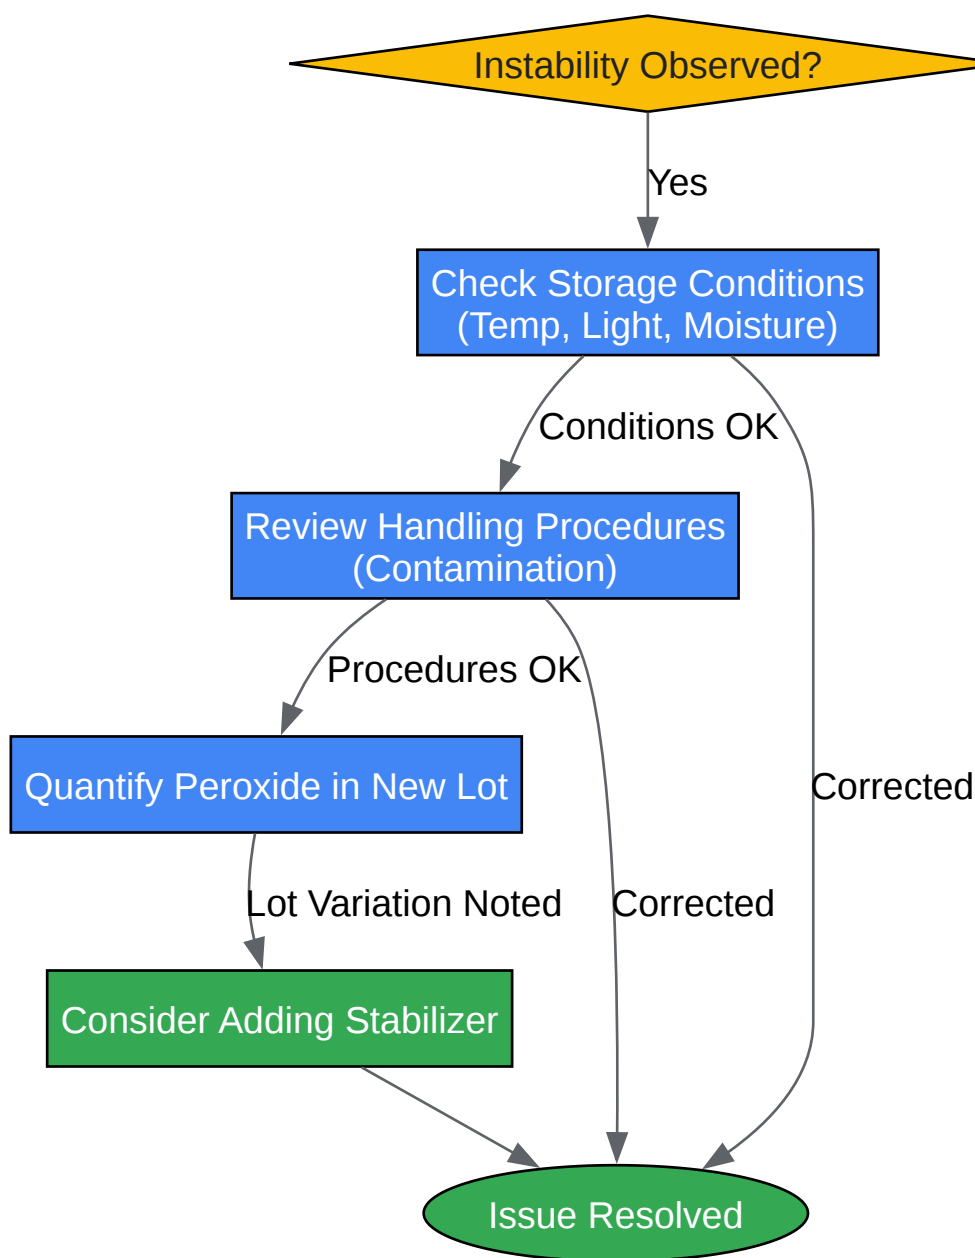 Instability Observed?
Yes
Check Storage Conditions
(Temp, Light, Moisture)
Conditions OK
Review Handling Procedures
(Contamination)
Procedures OK
Quantify Peroxide in New Lot
Corrected
Lot Variation Noted
Corrected
Consider Adding Stabilizer
Issue Resolved